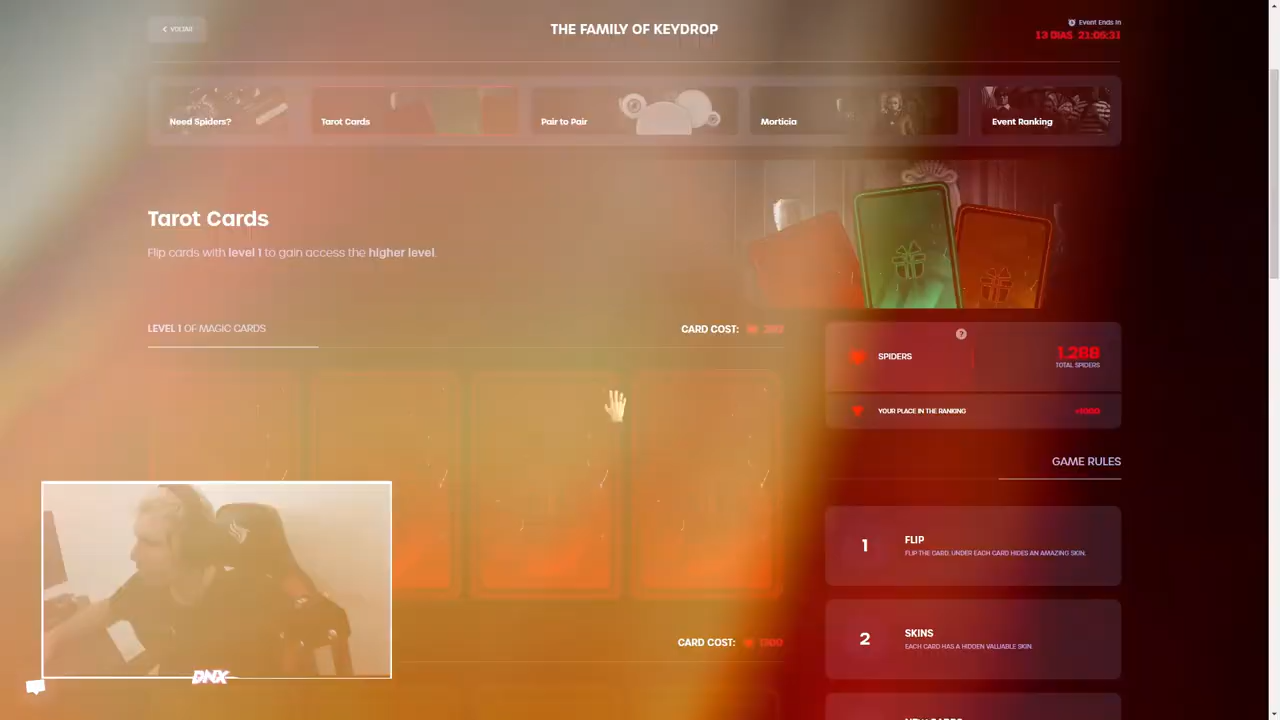 VOLTAR
THE FAMILY OF KEYDROP
Event Ends In
13 DIAS 21:06:31
Need Spiders?
Tarot Cards
Pair to Pair
Morticia
Event Ranking
Tarot Cards
Flip cards with level 1 to gain access the higher level.
LEVEL 1 OF MAGIC CARDS
CARD COST:
?
SPIDERS
1.288
TOTAL SPIDERS
YOUR PLACE IN THE RANKING
+1000
GAME RULES
1
FLIP
FLIP THE CARD. UNDER EACH CARD HIDES AN AMAZING SKIN.
2
SKINS
EACH CARD HAS A HIDDEN VALUABLE SKIN.
CARD COST: 1300
DNX